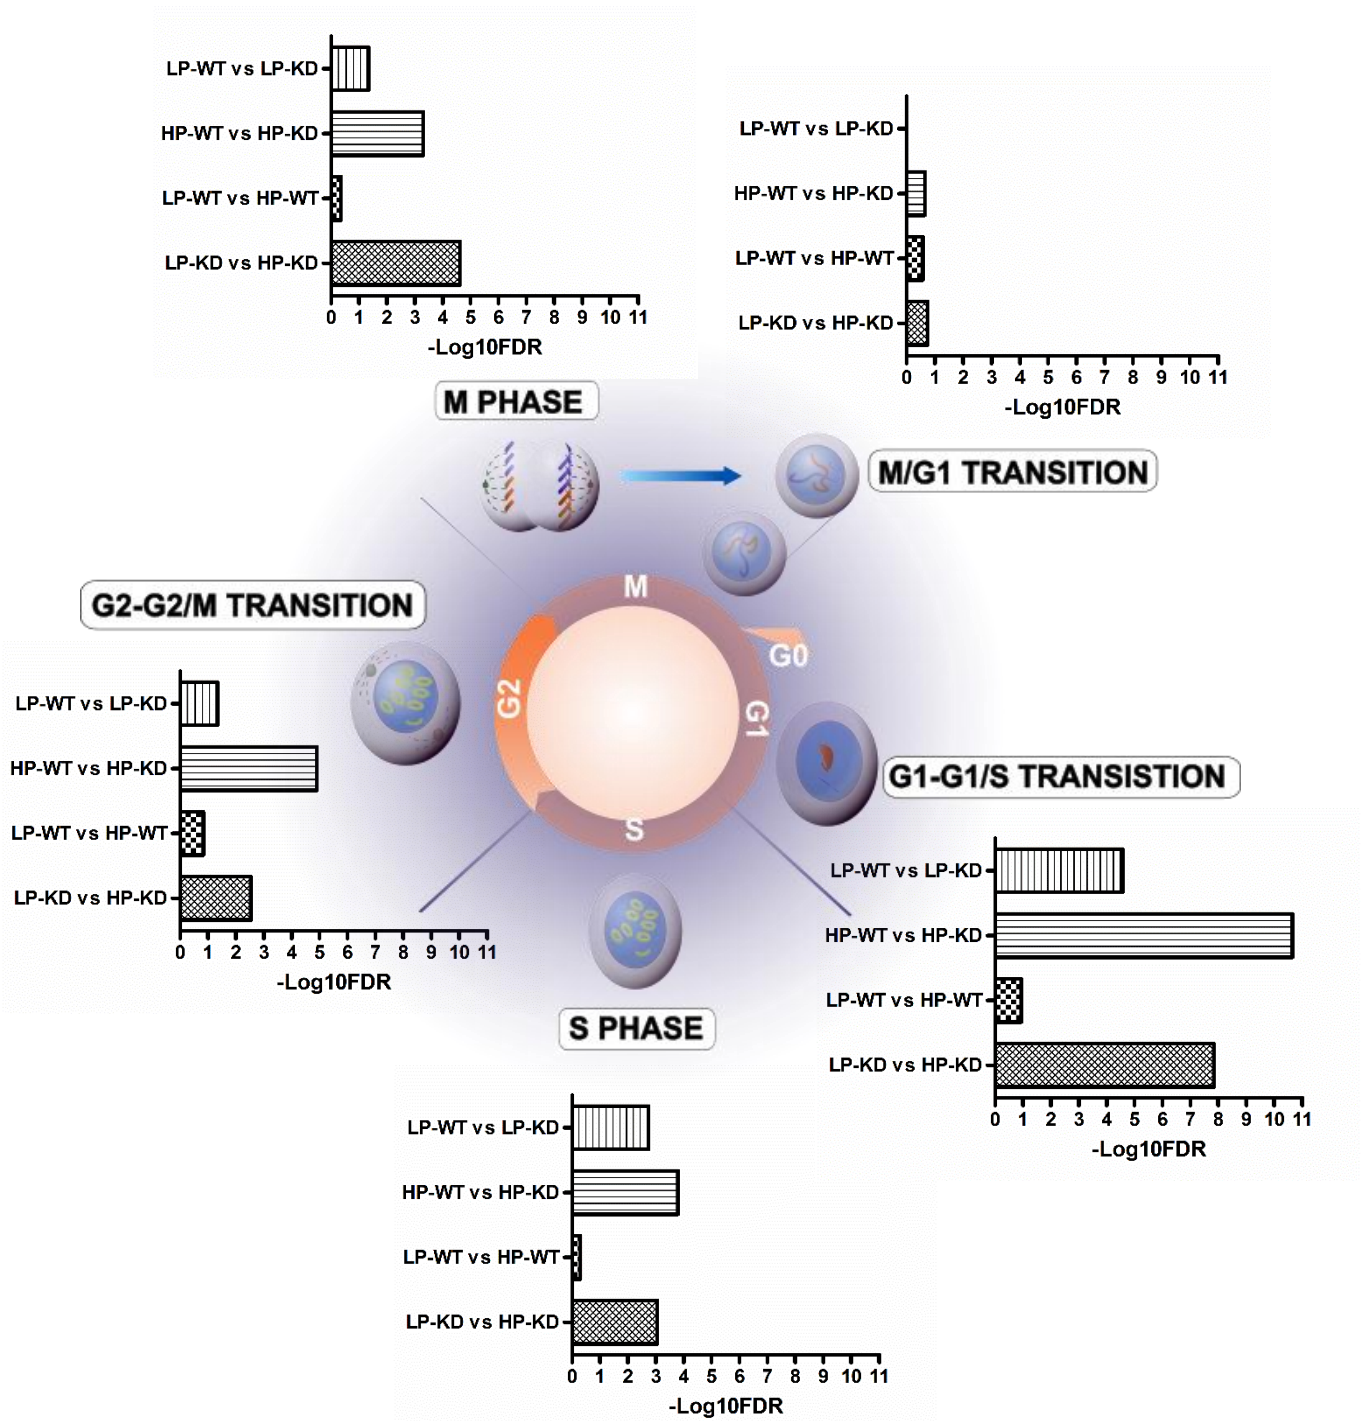 LP-WT vs LP-KD
HP-WT vs HP-KD
LP-WT vs HP-WT
LP-KD vs HP-KD
0 1 2 3 4 5 6 7 8 9 10 11
-Log10FDR
LP-WT vs LP-KD
HP-WT vs HP-KD
LP-WT vs HP-WT
LP-KD vs HP-KD
0 1 2 3 4 5 6 7 8 9 10 11
-Log10FDR
M PHASE
M/G1 TRANSITION
G2-G2/M TRANSITION
M
G0
G2
G1
S
LP-WT vs LP-KD
HP-WT vs HP-KD
LP-WT vs HP-WT
LP-KD vs HP-KD
0 1 2 3 4 5 6 7 8 9 10 11
-Log10FDR
G1-G1/S TRANSISTION
LP-WT vs LP-KD
HP-WT vs HP-KD
LP-WT vs HP-WT
LP-KD vs HP-KD
0 1 2 3 4 5 6 7 8 9 10 11
-Log10FDR
S PHASE
LP-WT vs LP-KD
HP-WT vs HP-KD
LP-WT vs HP-WT
LP-KD vs HP-KD
0 1 2 3 4 5 6 7 8 9 10 11
-Log10FDR